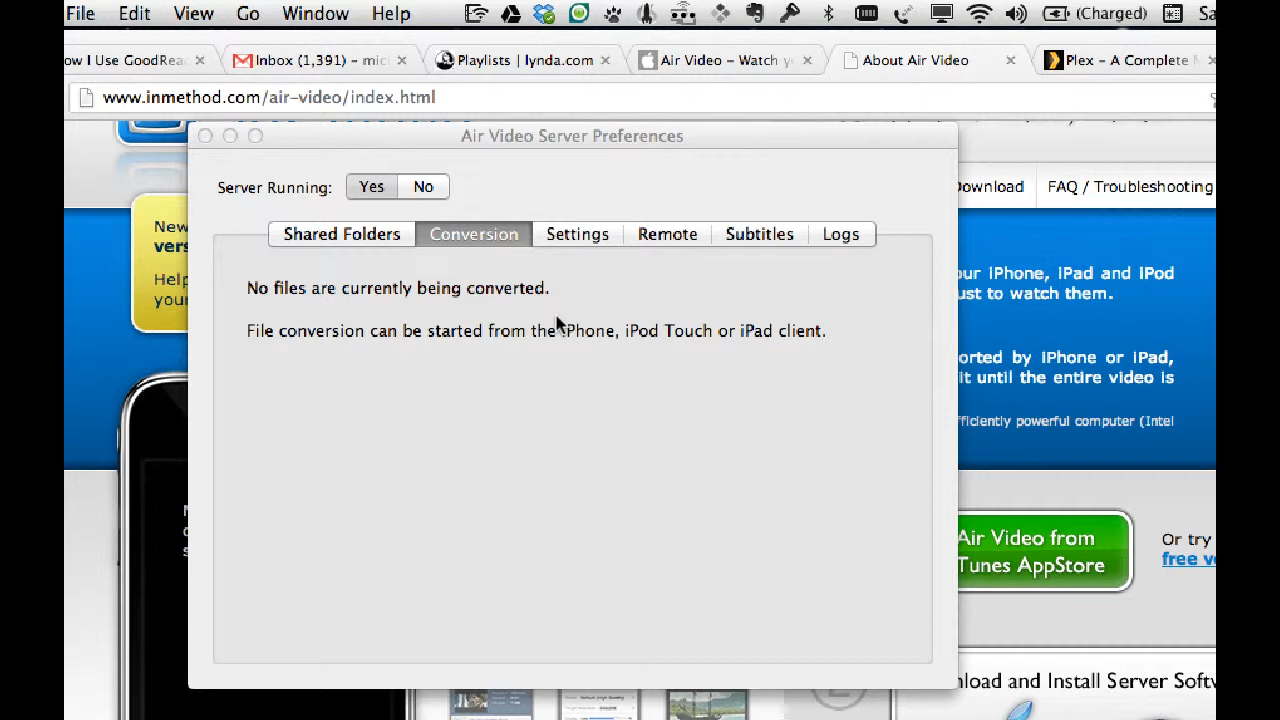 File Edit View Go Window Help (Charged) Sa
ow I Use GoodRea Inbox (1,391) – mic Playlists | lynda.com Air Video – Watch y About Air Video Plex – A Complete M
www.inmethod.com/air-video/index.html
Air Video Server Preferences
Server Running: Yes No
Download FAQ / Troubleshooting
Shared Folders Conversion Settings Remote Subtitles Logs
New
vers
Help
your
No files are currently being converted.
File conversion can be started from the iPhone, iPod Touch or iPad client.
our iPhone, iPad and iPod
ust to watch them.
orted by iPhone or iPad,
it until the entire video is
fficiently powerful computer (Intel
Air Video from
Tunes AppStore
Or try
free v
nload and Install Server Softw